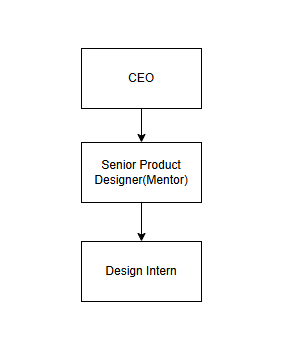 CEO
Senior Product
Designer(Mentor)
Design Intern